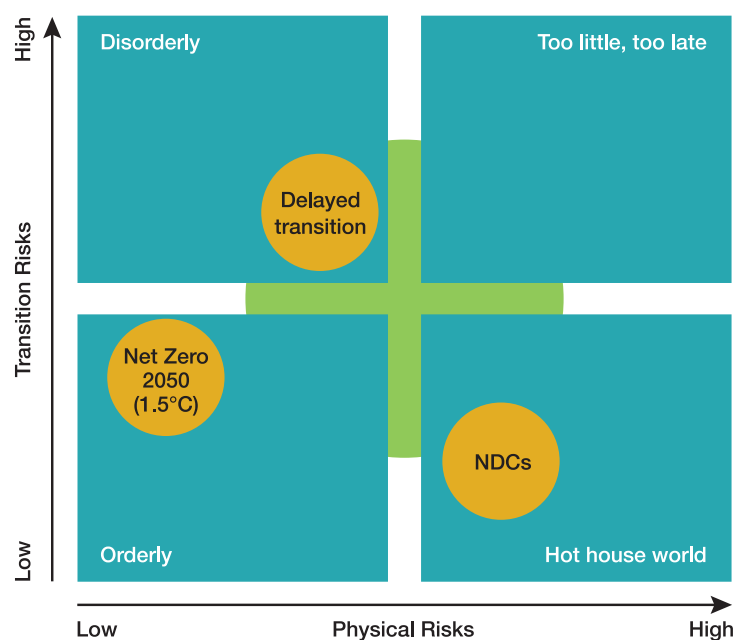 High
Disorderly
Too little, too late
Delayed
transition
Transition Risks
Net Zero
2050
(1.5°C)
NDCs
Orderly
Hot house world
Low
Low
Physical Risks
High